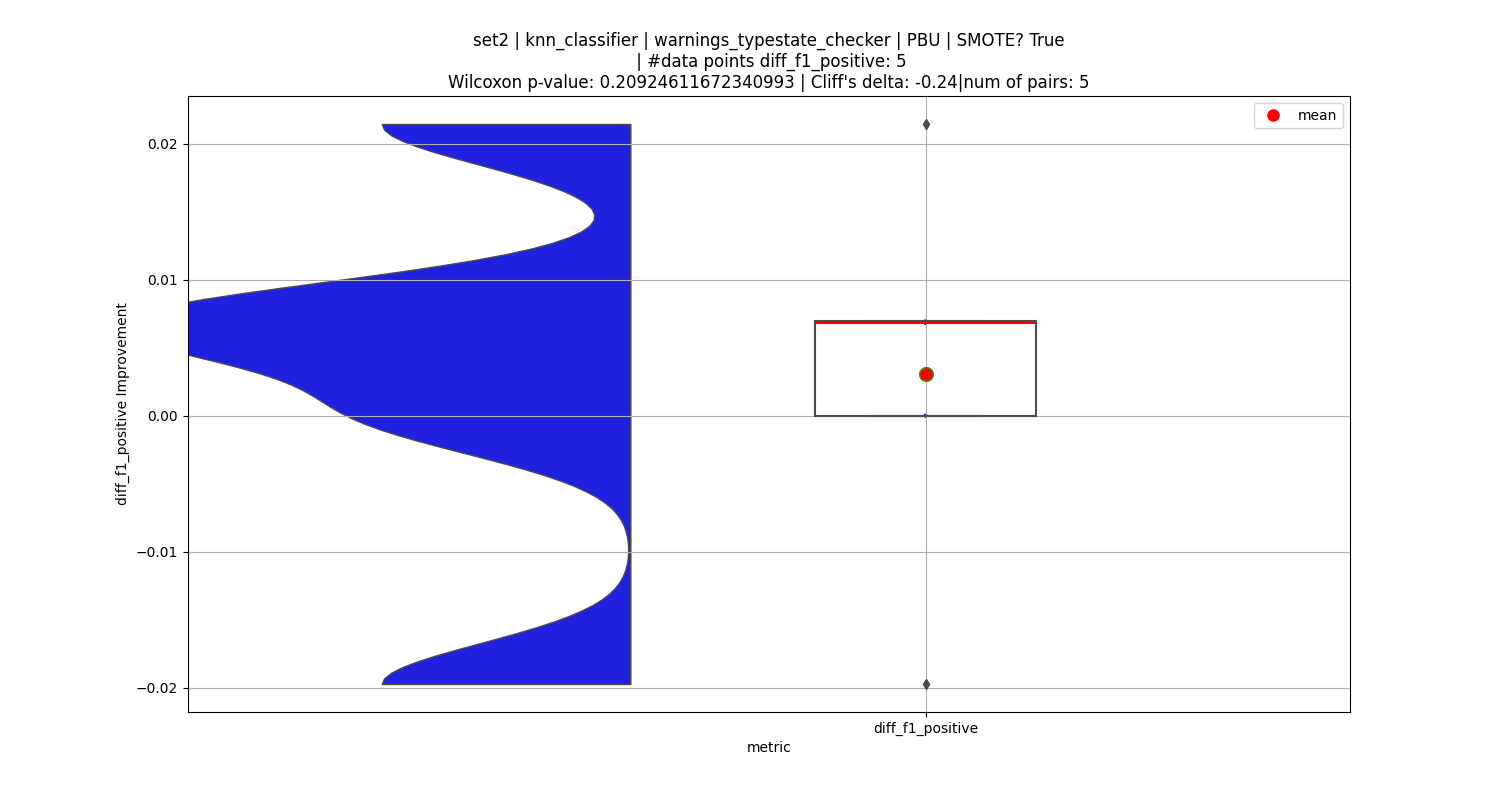 set2 | knn_classifier | warnings_typestate_checker | PBU | SMOTE? True
| #data points diff_f1_positive: 5
Wilcoxon p-value: 0.20924611672340993 | Cliff's delta: -0.24|num of pairs: 5
mean
0.02
0.01
0.00
−0.01
−0.02
diff_f1_positive Improvement
diff_f1_positive
metric